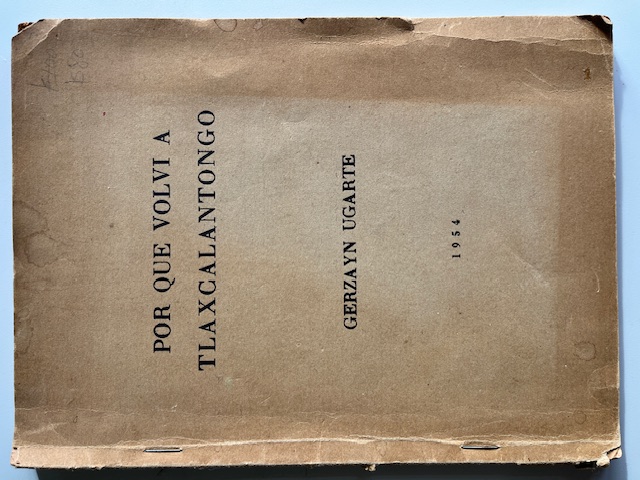 POR QUE VOLVI A
TLAXCALANTONGO
GERZAYN UGARTE
1954